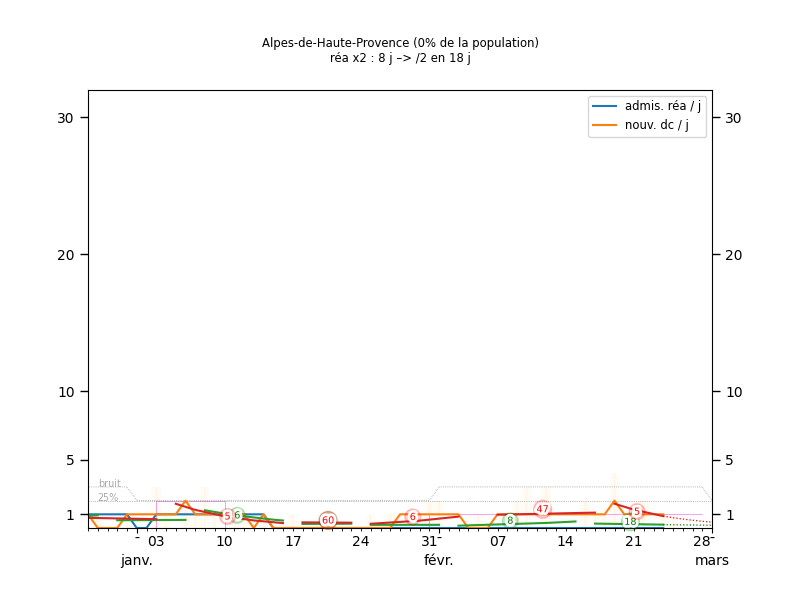 Alpes-de-Haute-Provence (0% de la population)
réa x2 : 8 j –> /2 en 18 j
admis. réa / j
nouv. dc / j
30 30
20 20
10 10
5 5
bruit
25%
1 1
5 6 60 6 8 47 18 5
03 10 17 24 31 07 14 21 28
janv. févr. mars